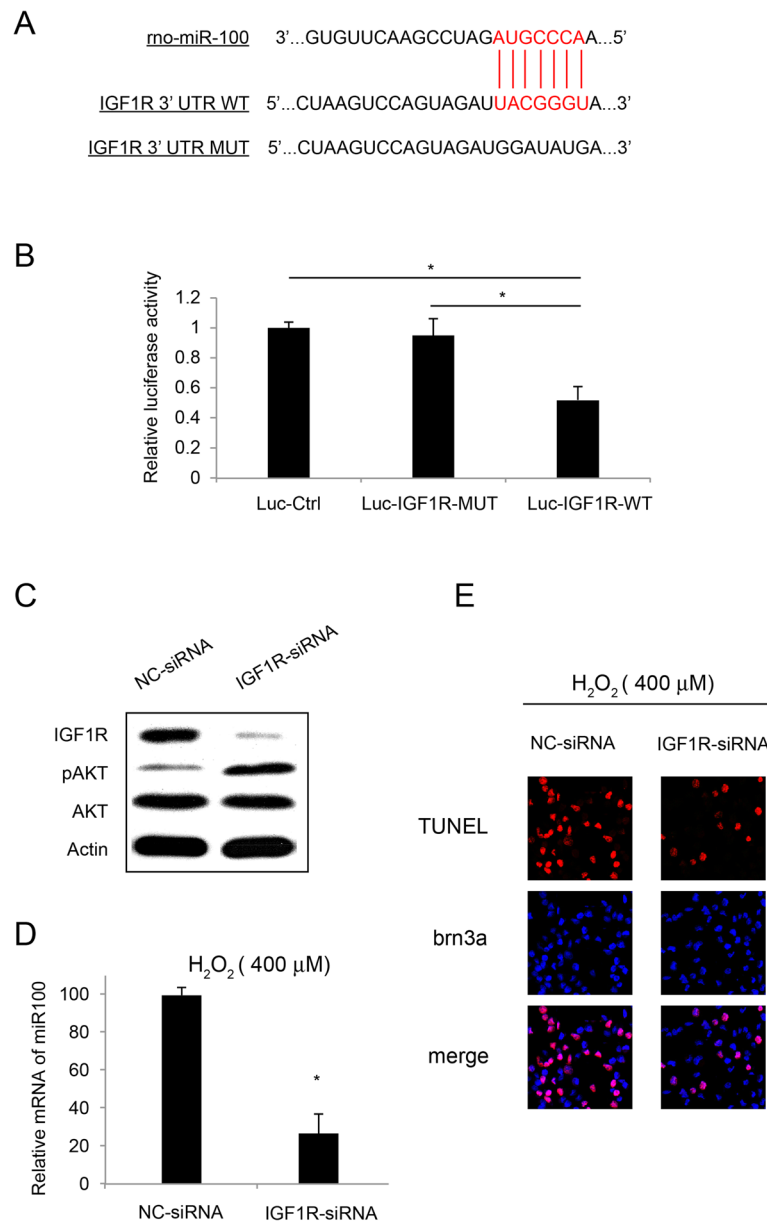 A
rno-miR-100 3’...GUGUUCAAGCCUAGAUGCCCAA...5’
IGF1R 3’ UTR WT 5’...CUAAGUCCAGUAGAUUACGGGUA...3’
IGF1R 3’ UTR MUT 5’...CUAAGUCCAGUAGAUGGAUAUGA...3’
B
Relative luciferase activity
*
*
1.2
1
0.8
0.6
0.4
0.2
0
Luc-Ctrl Luc-IGF1R-MUT Luc-IGF1R-WT
C
NC-siRNA IGF1R-siRNA
IGF1R
pAKT
AKT
Actin
D
H₂O₂ ( 400 μM)
Relative mRNA of miR100
100
80
60
40
20
0
*
NC-siRNA IGF1R-siRNA
E
H₂O₂ ( 400 μM)
NC-siRNA IGF1R-siRNA
TUNEL
brn3a
merge